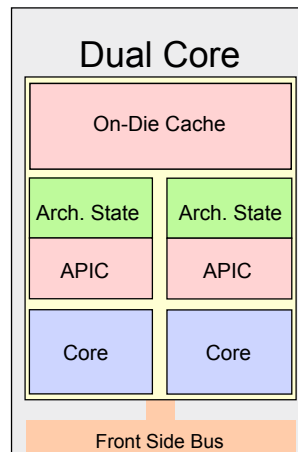 Dual Core
On-Die Cache
Arch. State Arch. State
APIC APIC
Core Core
Front Side Bus